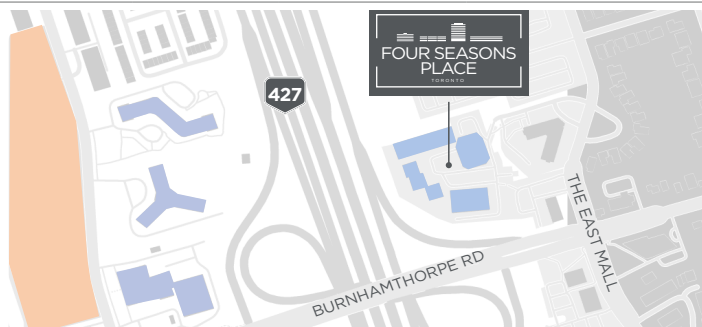 FOUR SEASONS
PLACE
TORONTO
427
THE EAST MALL
BURNHAMTHORPE RD